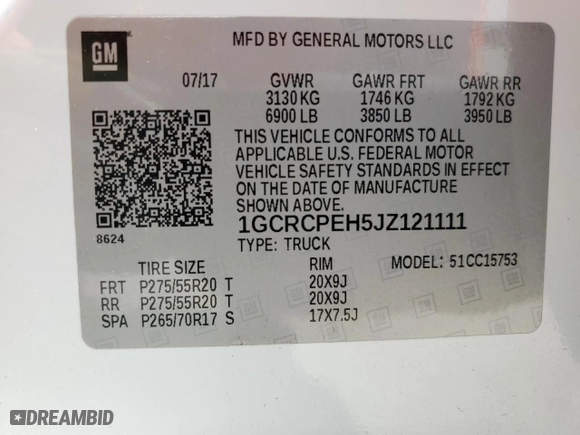 GM
MFD BY GENERAL MOTORS LLC
07/17 GVWR GAWR FRT GAWR RR
3130 KG 1746 KG 1792 KG
6900 LB 3850 LB 3950 LB
THIS VEHICLE CONFORMS TO ALL
APPLICABLE U.S. FEDERAL MOTOR
VEHICLE SAFETY STANDARDS IN EFFECT
ON THE DATE OF MANUFACTURE
SHOWN ABOVE.
8624
1GCRCPEH5JZ121111
TYPE: TRUCK
MODEL: 51CC15753
TIRE SIZE RIM
FRT P275/55R20 T 20X9J
RR P275/55R20 T 20X9J
SPA P265/70R17 S 17X7.5J
DREAMBID